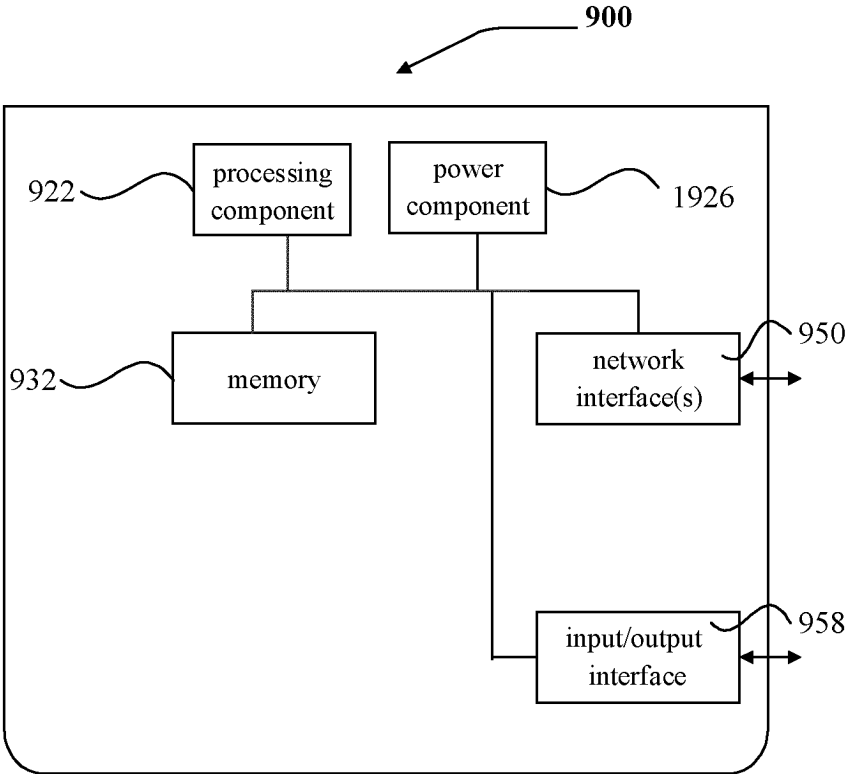 900
922
processing
component
power
component
1926
932
memory
network
interface(s)
950
input/output
interface
958